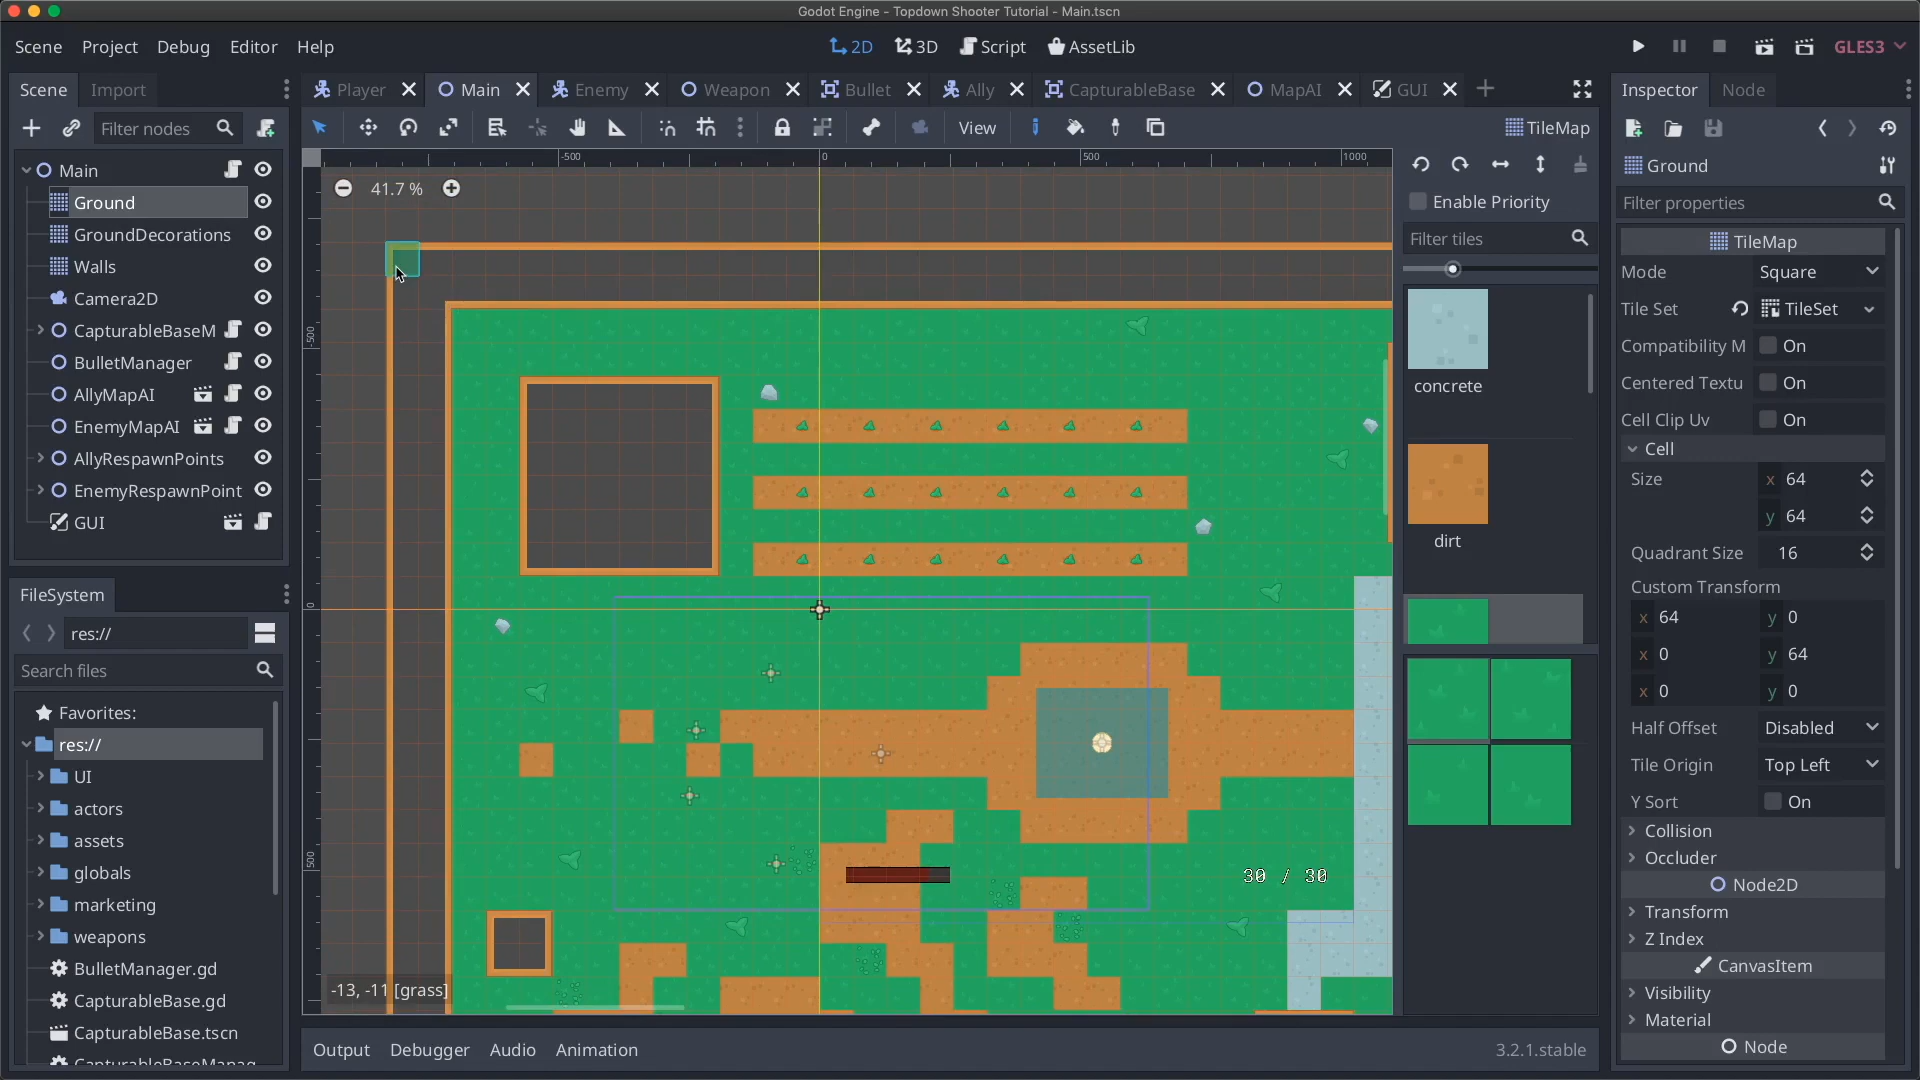 Godot Engine - Topdown Shooter Tutorial - Main.tscn
Scene Project Debug Editor Help
2D 3D Script AssetLib
GLES3
Scene Import
Player Main Enemy Weapon Bullet Ally CapturableBase MapAI GUI
Inspector Node
Filter nodes
View
TileMap
Main
Ground
GroundDecorations
Walls
Camera2D
CapturableBaseM
BulletManager
AllyMapAI
EnemyMapAI
AllyRespawnPoints
EnemyRespawnPoint
GUI
FileSystem
res://
Search files
Favorites:
res://
UI
actors
assets
globals
marketing
weapons
BulletManager.gd
CapturableBase.gd
CapturableBase.tscn
CapturableBaseManag
-500 0 500 1000
41.7 %
-500
0
500
30 / 30
-13, -11 [grass]
Enable Priority
Filter tiles
concrete
dirt
Output Debugger Audio Animation
3.2.1.stable
Ground
Filter properties
TileMap
Mode Square
Tile Set TileSet
Compatibility M On
Centered Textu On
Cell Clip Uv On
Cell
Size x 64
y 64
Quadrant Size 16
Custom Transform
x 64 y 0
x 0 y 64
x 0 y 0
Half Offset Disabled
Tile Origin Top Left
Y Sort On
Collision
Occluder
Node2D
Transform
Z Index
CanvasItem
Visibility
Material
Node